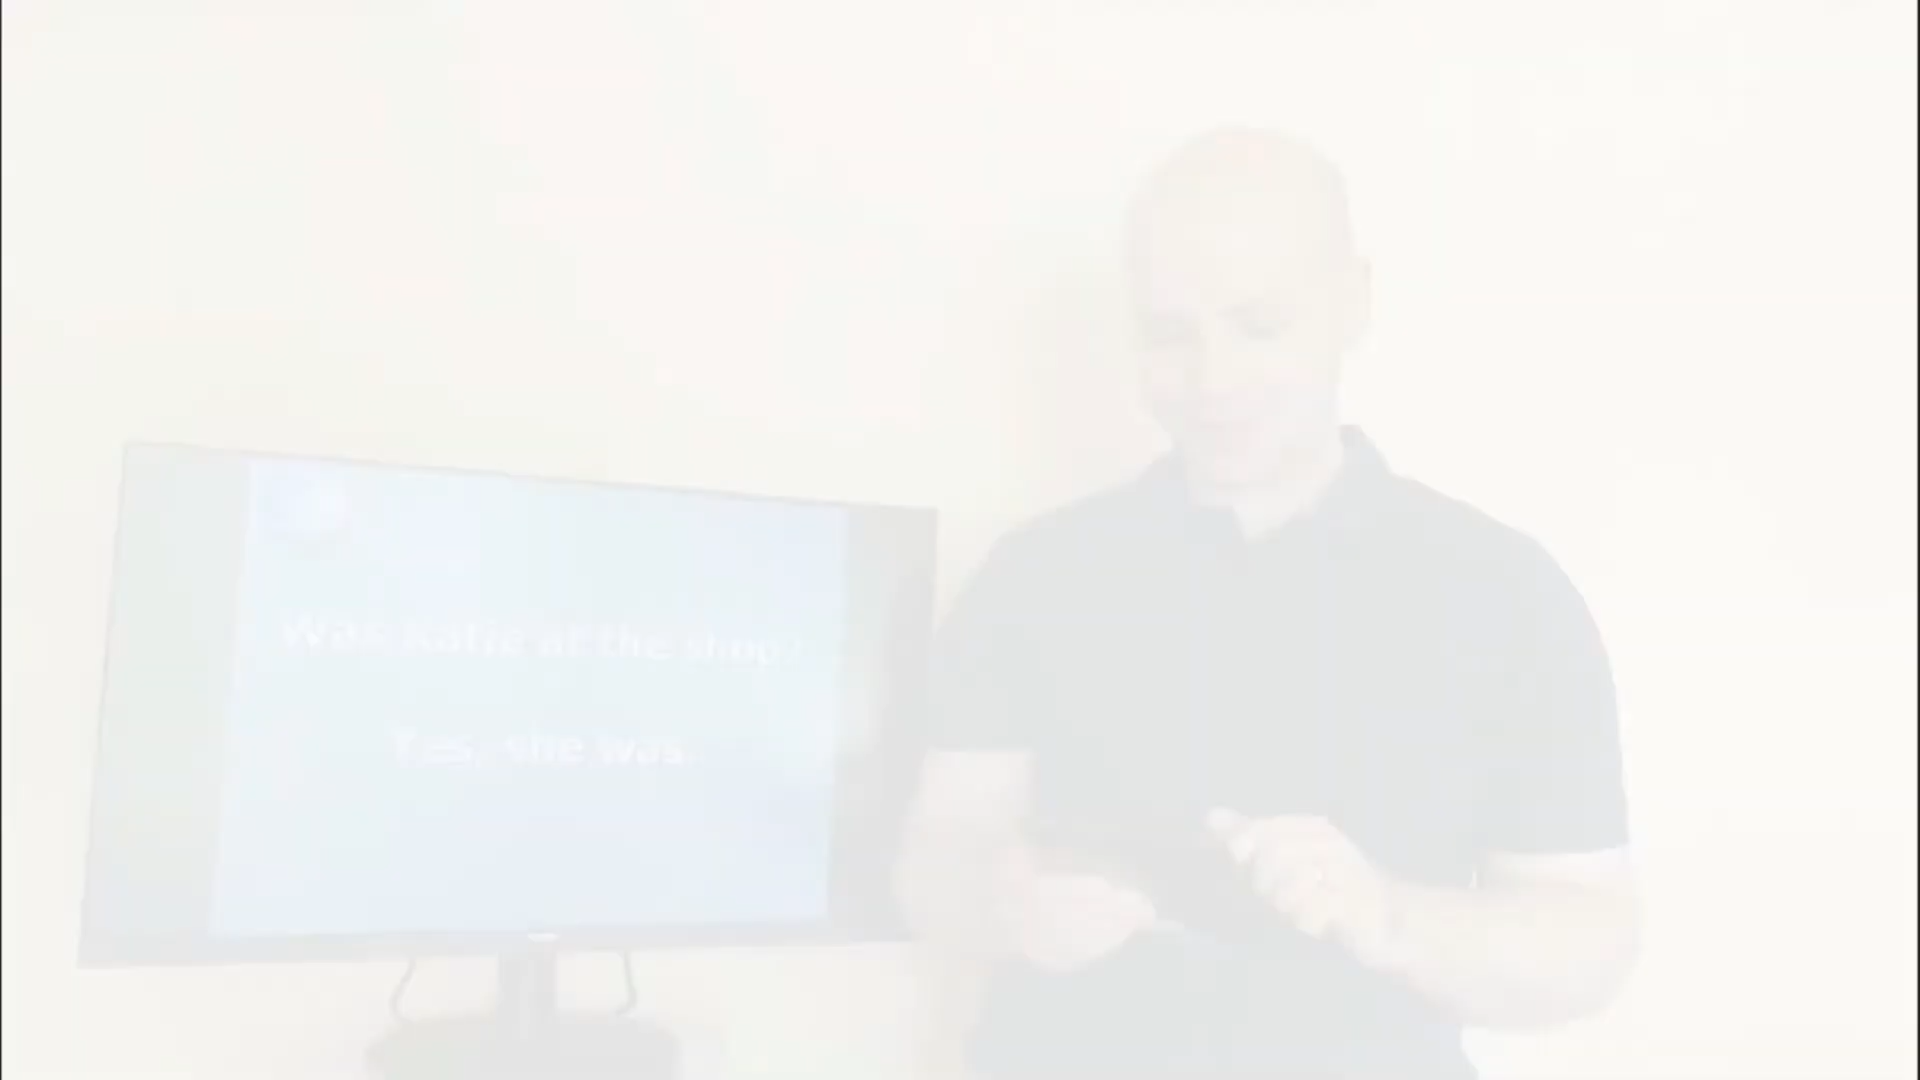 Was Katie at the shop?
Yes, she was.